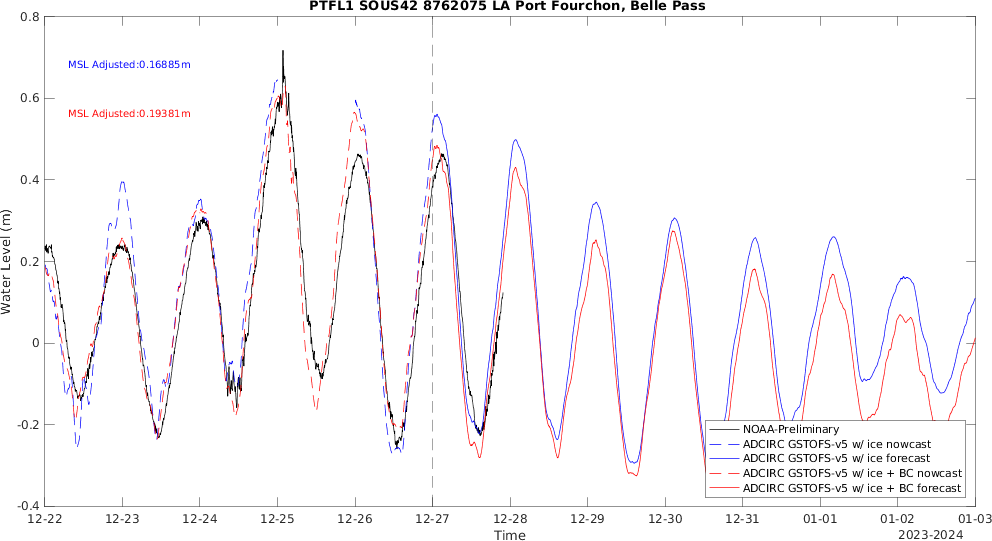 PTFL1 SOUS42 8762075 LA Port Fourchon, Belle Pass
0.8
MSL Adjusted:0.16885m
0.6
MSL Adjusted:0.19381m
0.4
Water Level (m)
0.2
0
-0.2
-0.4
NOAA-Preliminary
ADCIRC GSTOFS-v5 w/ ice nowcast
ADCIRC GSTOFS-v5 w/ ice forecast
ADCIRC GSTOFS-v5 w/ ice + BC nowcast
ADCIRC GSTOFS-v5 w/ ice + BC forecast
12-22 12-23 12-24 12-25 12-26 12-27 12-28 12-29 12-30 12-31 01-01 01-02 01-03
Time
2023-2024